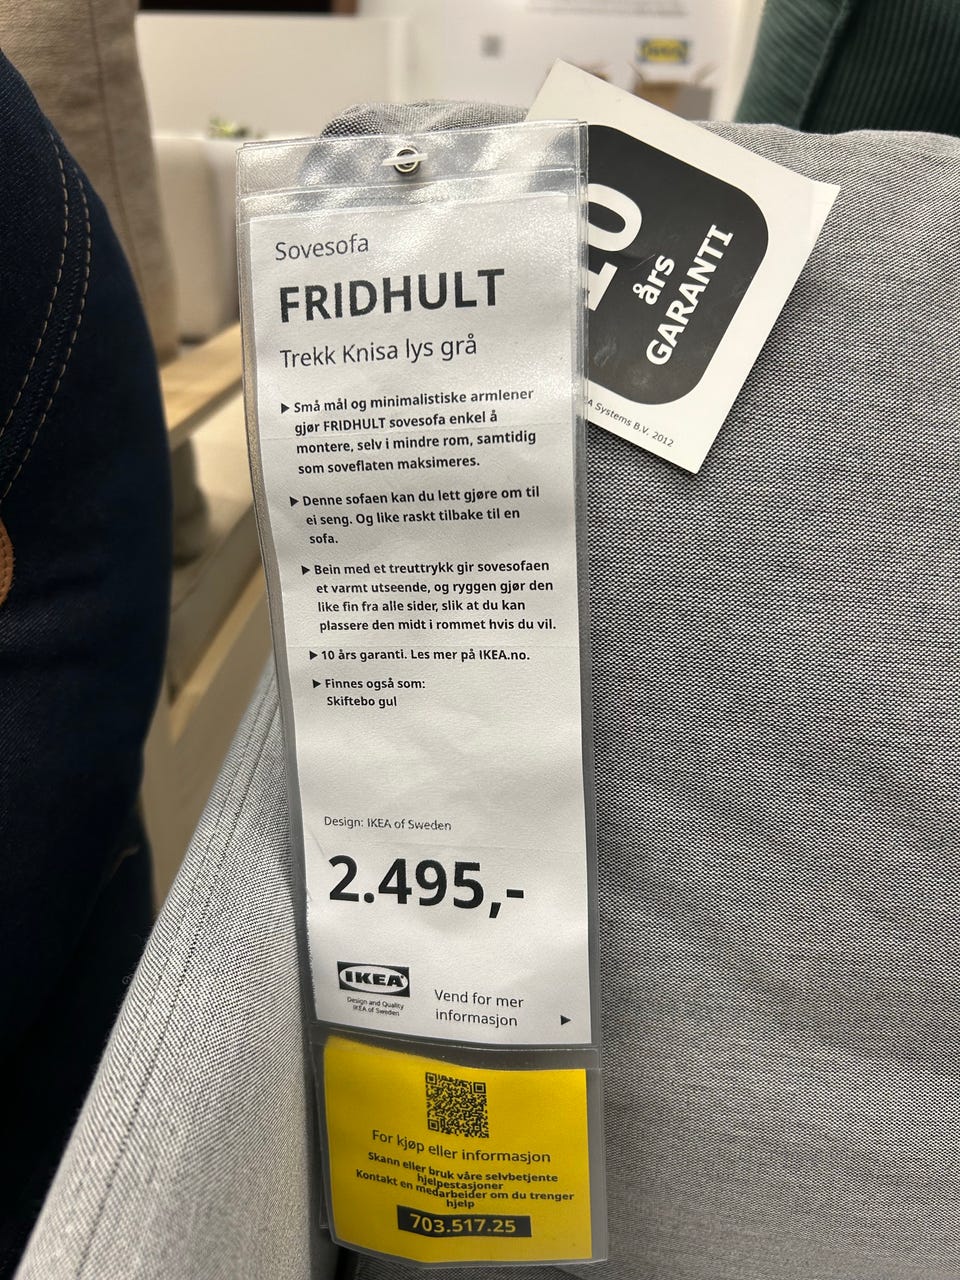 Sovesofa
FRIDHULT
Trekk Knisa lys grå
▶ Små mål og minimalistiske armlener
gjør FRIDHULT sovesofa enkel å
montere, selv i mindre rom, samtidig
som soveflaten maksimeres.
▶ Denne sofaen kan du lett gjøre om til
ei seng. Og like raskt tilbake til en
sofa.
▶ Bein med et treuttrykk gir sovesofaen
et varmt utseende, og ryggen gjør den
like fin fra alle sider, slik at du kan
plassere den midt i rommet hvis du vil.
▶ 10 års garanti. Les mer på IKEA.no.
▶ Finnes også som:
Skiftebo gul
Design: IKEA of Sweden
2.495,-
IKEA
Design and Quality
IKEA of Sweden
Vend for mer
informasjon ▶
For kjøp eller informasjon
Skann eller bruk våre selvbetjente
hjelpestasjoner
Kontakt en medarbeider om du trenger
hjelp
703.517.25
10
års
GARANTI
Systems B.V. 2012
IKEA